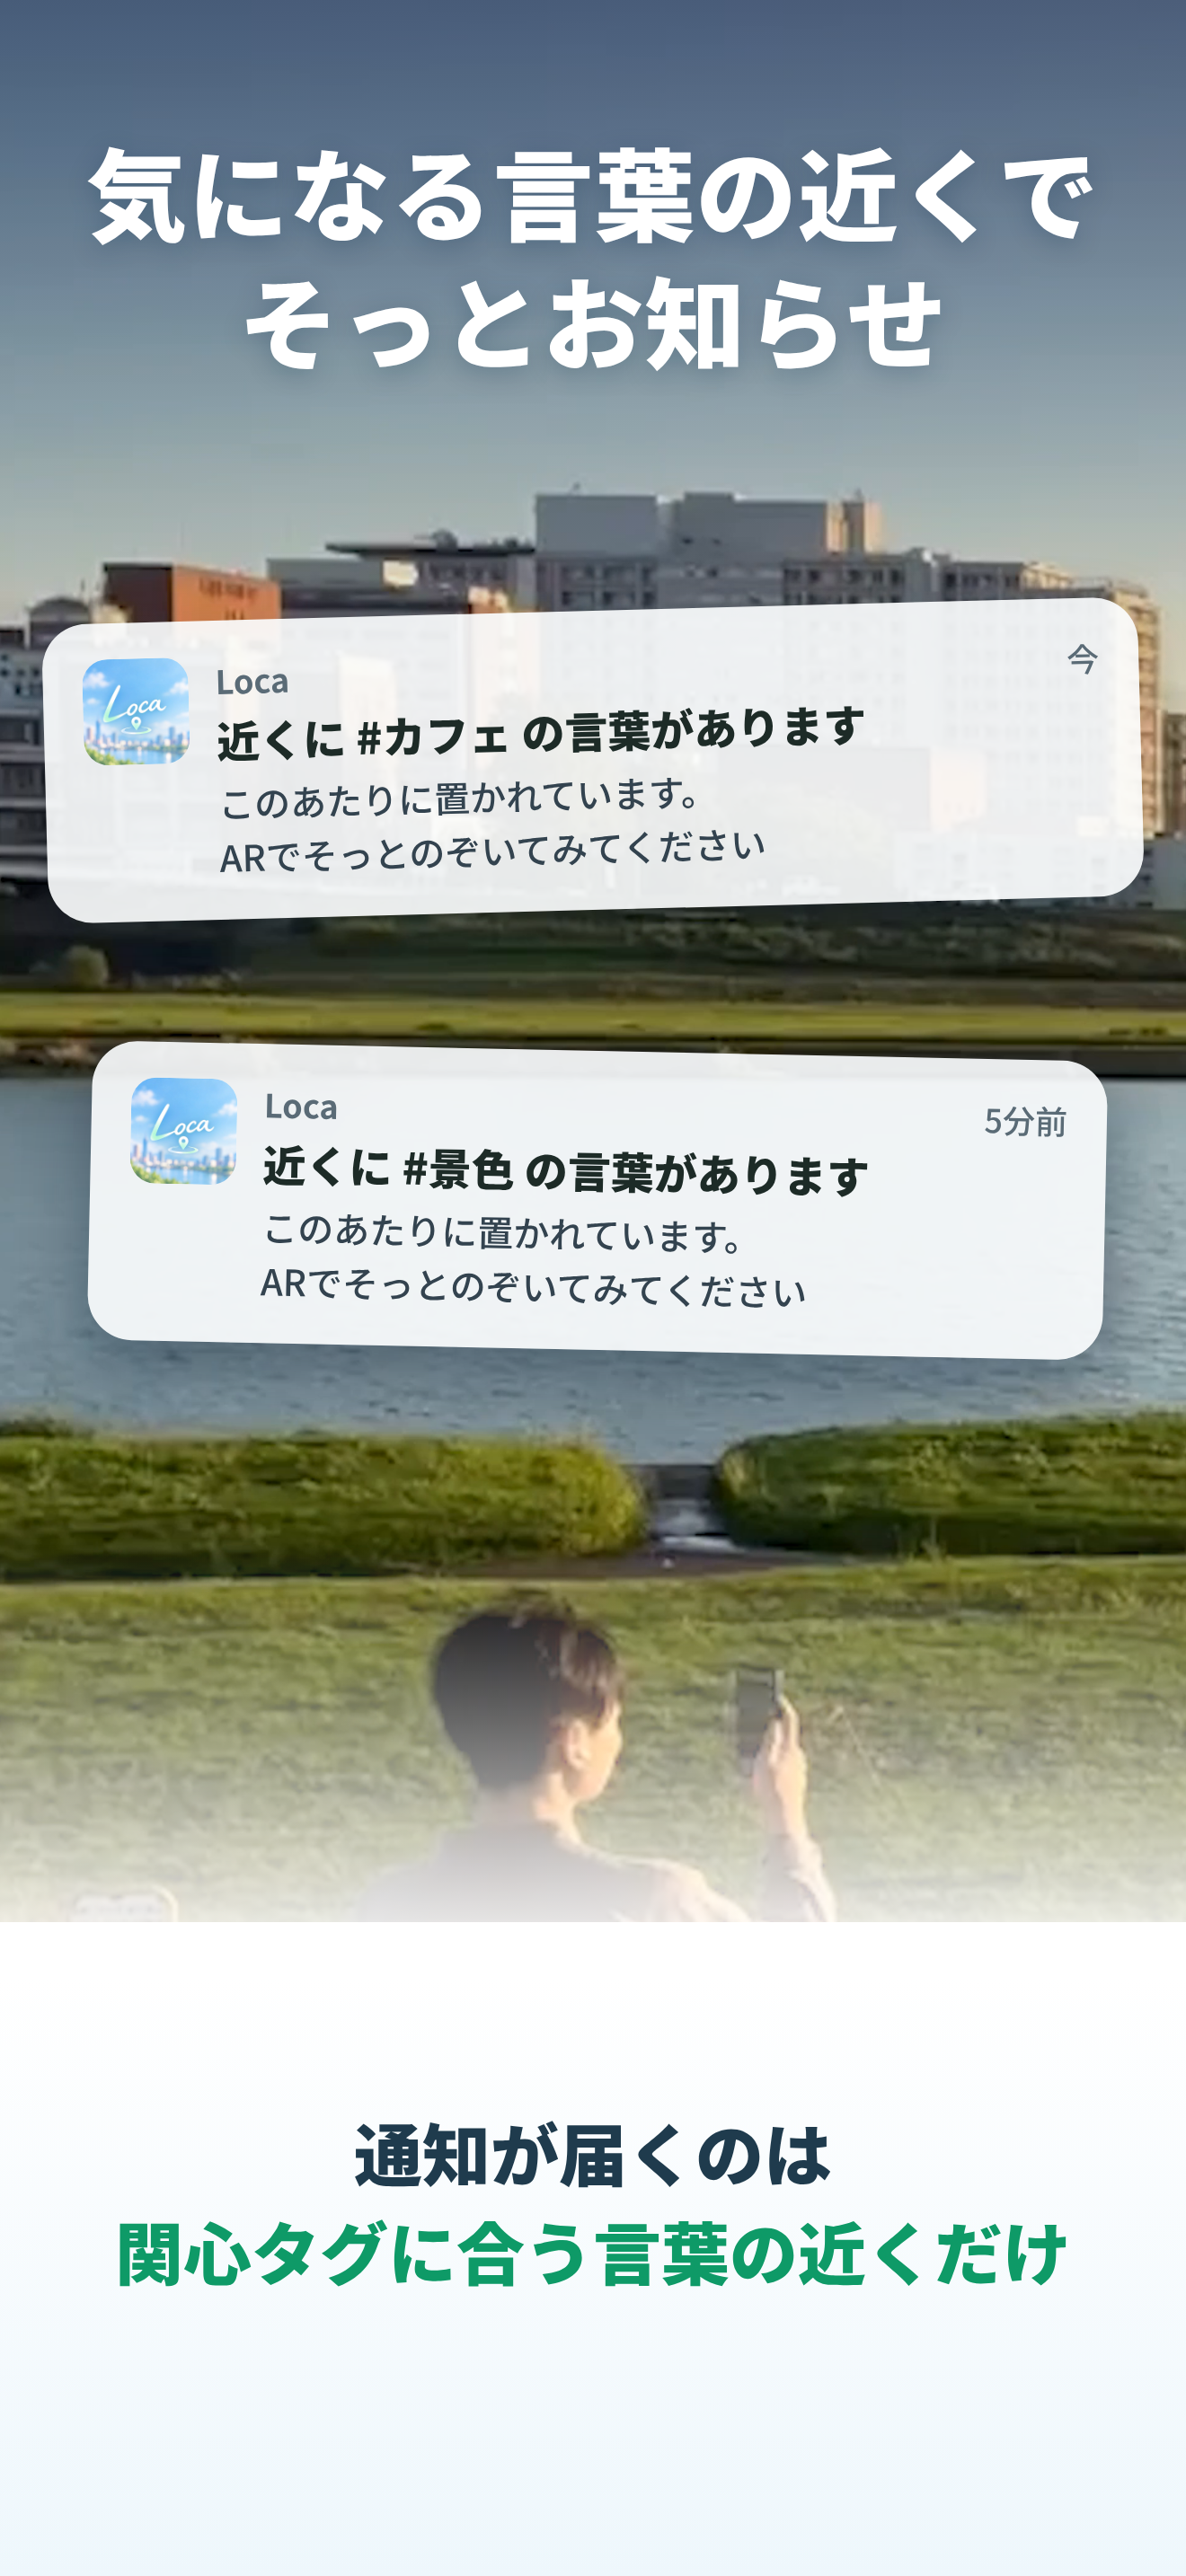 気になる言葉の近くで
そっとお知らせ
Loca
Loca
今
近くに #カフェ の言葉があります
このあたりに置かれています。
ARでそっとのぞいてみてください
Loca
Loca
5分前
近くに #景色 の言葉があります
このあたりに置かれています。
ARでそっとのぞいてみてください
通知が届くのは
関心タグに合う言葉の近くだけ